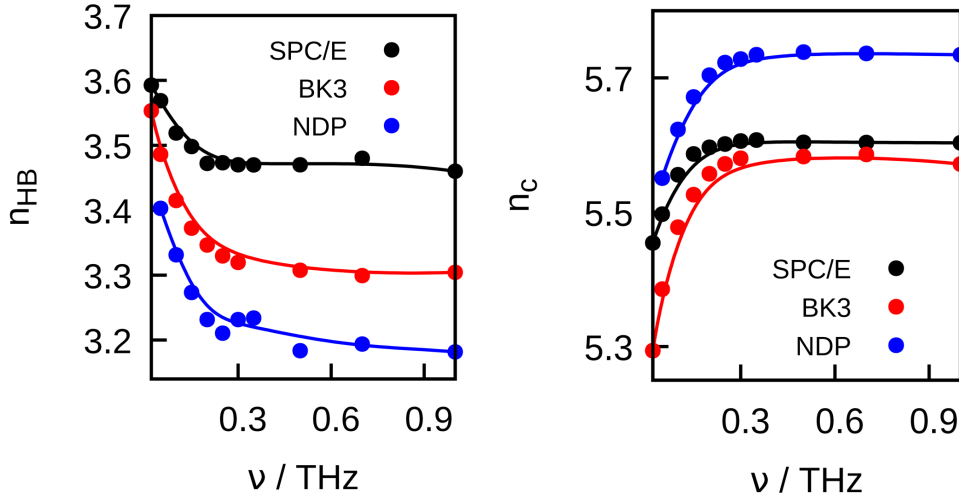 3.7
3.6
3.5
3.4
3.3
3.2
n_HB
SPC/E
BK3
NDP
0.3
0.6
0.9
ν / THz
5.7
5.5
5.3
n_c
SPC/E
BK3
NDP
0.3
0.6
0.9
ν / THz